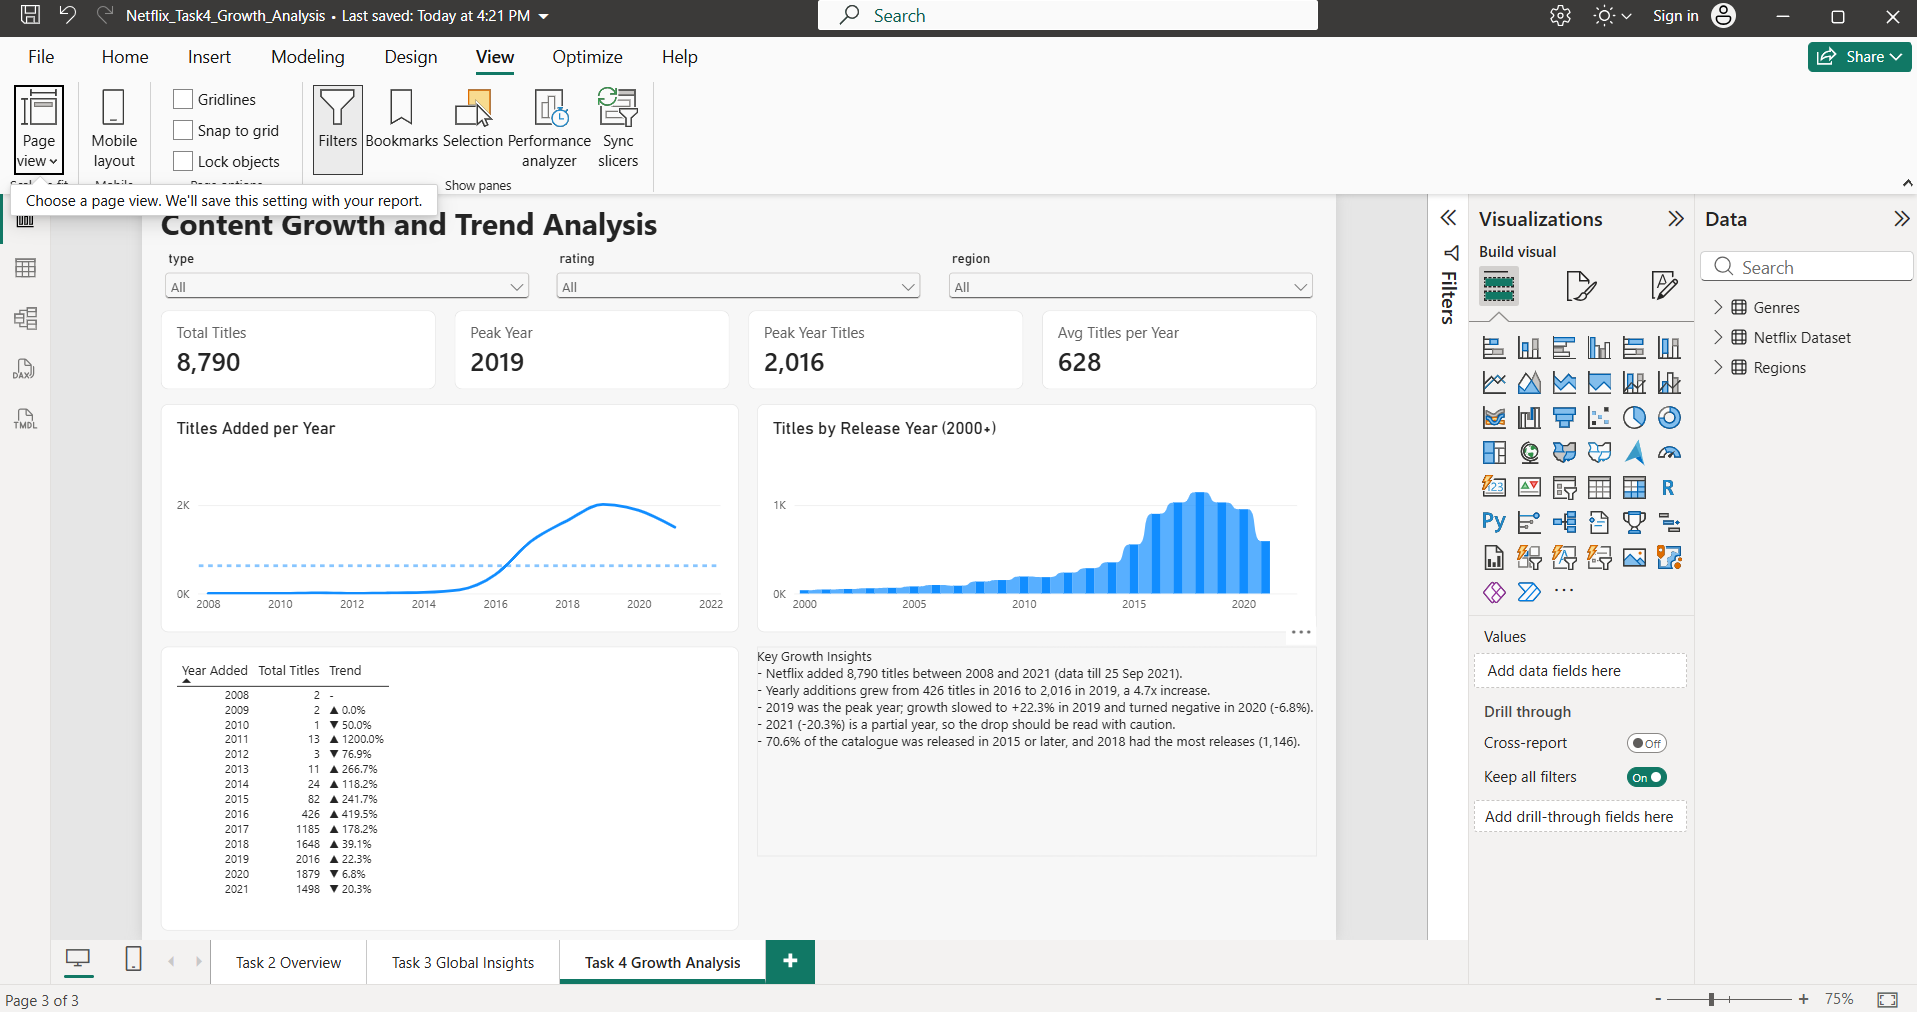 Netflix_Task4_Growth_Analysis • Last saved: Today at 4:21 PM
Search
Sign in
File Home Insert Modeling Design View Optimize Help
Share
Page view
Mobile layout
Gridlines
Snap to grid
Lock objects
Filters
Bookmarks
Selection
Performance analyzer
Sync slicers
Show panes
Choose a page view. We'll save this setting with your report.
Content Growth and Trend Analysis
type rating region
All All All
Total Titles
8,790
Peak Year
2019
Peak Year Titles
2,016
Avg Titles per Year
628
Titles Added per Year
2K
0K
2008 2010 2012 2014 2016 2018 2020 2022
Titles by Release Year (2000+)
1K
0K
2000 2005 2010 2015 2020
Year Added Total Titles Trend
2008 2 -
2009 2 ▲ 0.0%
2010 1 ▼ 50.0%
2011 13 ▲ 1200.0%
2012 3 ▼ 76.9%
2013 11 ▲ 266.7%
2014 24 ▲ 118.2%
2015 82 ▲ 241.7%
2016 426 ▲ 419.5%
2017 1185 ▲ 178.2%
2018 1648 ▲ 39.1%
2019 2016 ▲ 22.3%
2020 1879 ▼ 6.8%
2021 1498 ▼ 20.3%
Key Growth Insights
- Netflix added 8,790 titles between 2008 and 2021 (data till 25 Sep 2021).
- Yearly additions grew from 426 titles in 2016 to 2,016 in 2019, a 4.7x increase.
- 2019 was the peak year; growth slowed to +22.3% in 2019 and turned negative in 2020 (-6.8%).
- 2021 (-20.3%) is a partial year, so the drop should be read with caution.
- 70.6% of the catalogue was released in 2015 or later, and 2018 had the most releases (1,146).
Filters
Visualizations
Build visual
123
R
Py
Values
Add data fields here
Drill through
Cross-report
Off
Keep all filters
On
Add drill-through fields here
Data
Search
Genres
Netflix Dataset
Regions
DAX
TMDL
Task 2 Overview
Task 3 Global Insights
Task 4 Growth Analysis
+
Page 3 of 3
- + 75%